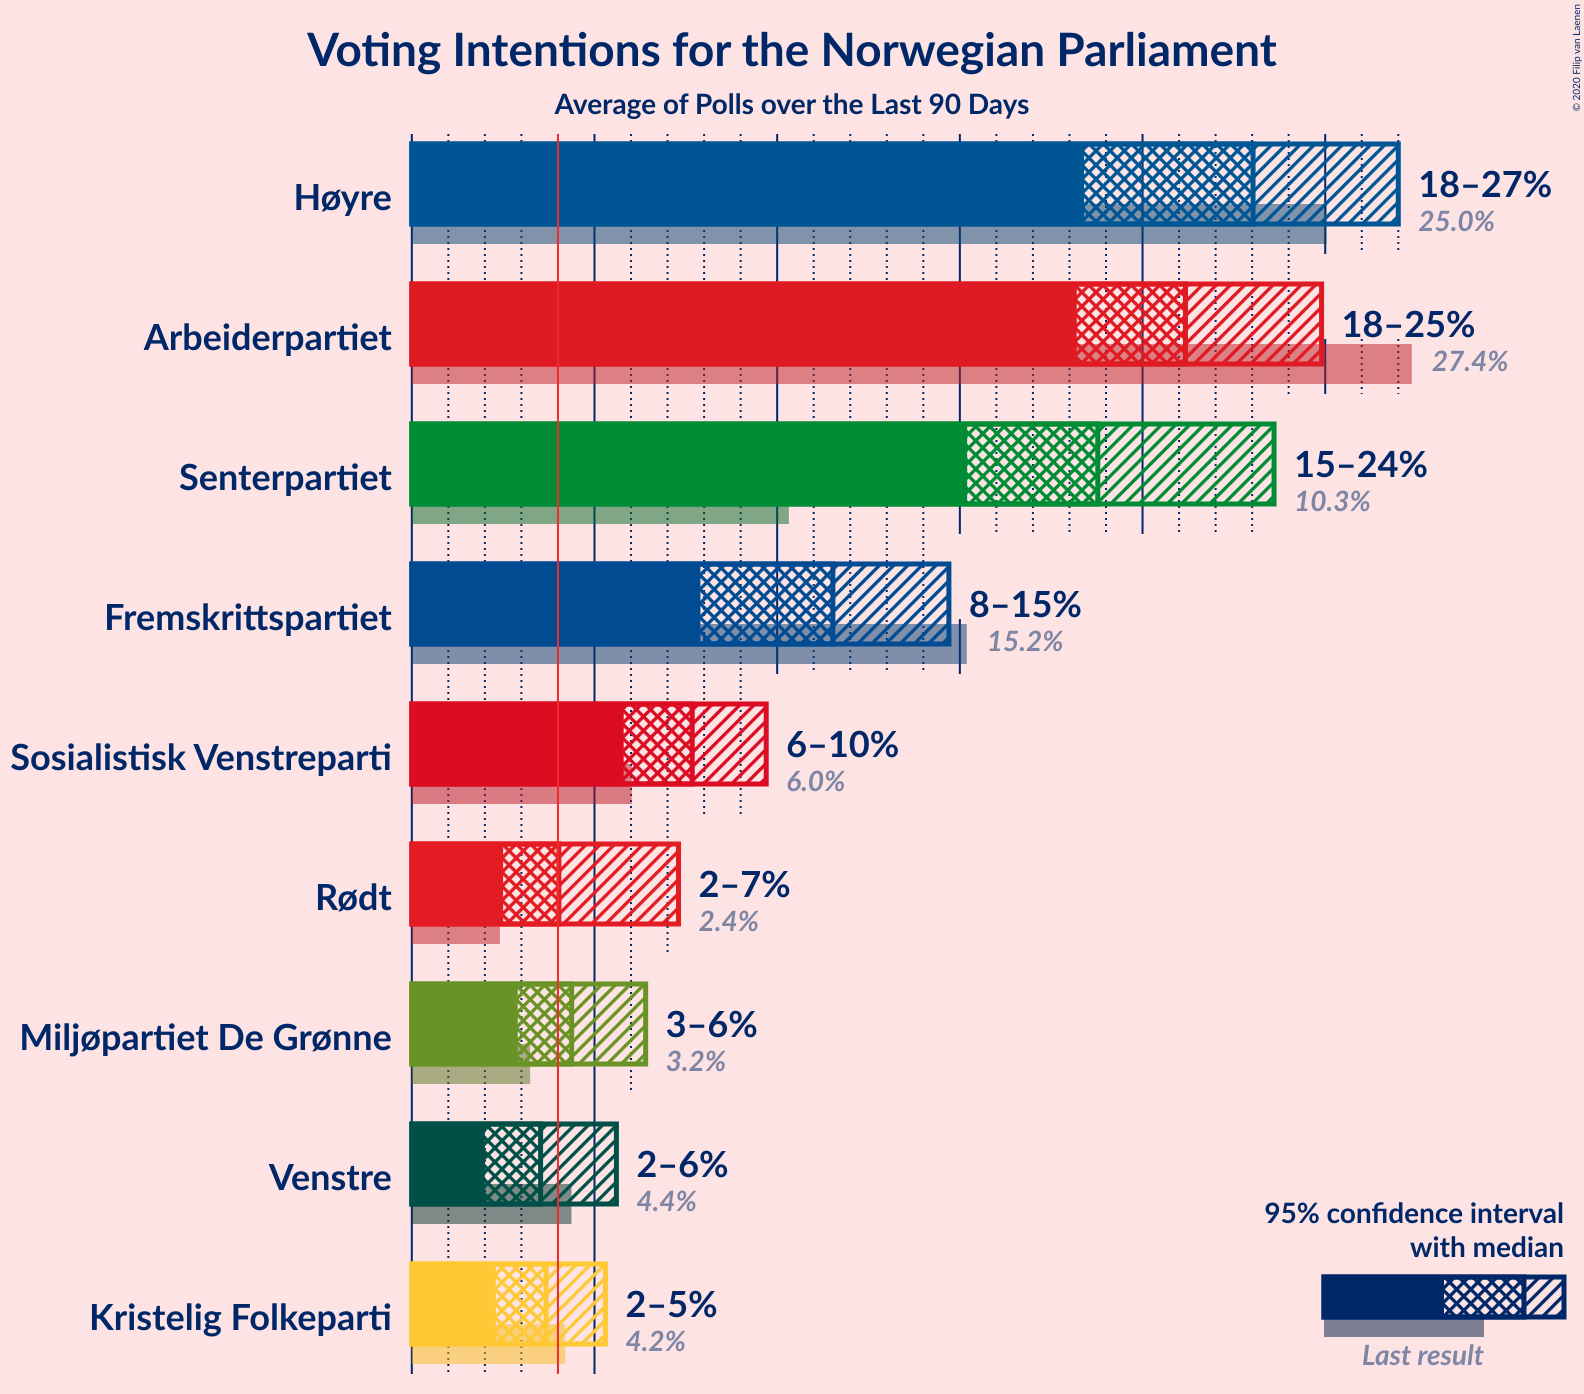 Voting Intentions for the Norwegian Parliament
Average of Polls over the Last 90 Days
© 2020 Filip van Laenen
Høyre
18–27%
25.0%
Arbeiderpartiet
18–25%
27.4%
Senterpartiet
15–24%
10.3%
Fremskrittspartiet
8–15%
15.2%
Sosialistisk Venstreparti
6–10%
6.0%
Rødt
2–7%
2.4%
Miljøpartiet De Grønne
3–6%
3.2%
Venstre
2–6%
4.4%
Kristelig Folkeparti
2–5%
4.2%
95% confidence interval
with median
Last result